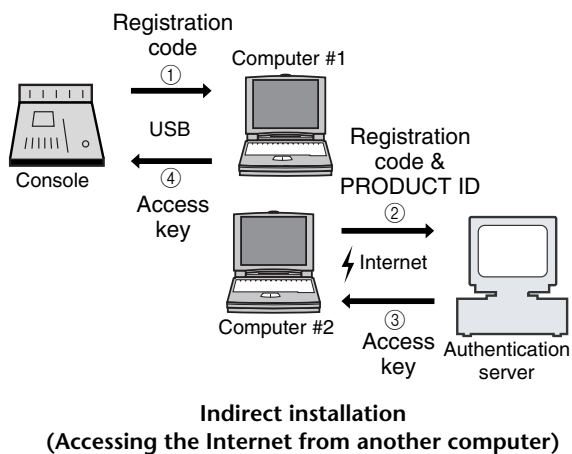 Registration
code
①
Computer #1
USB
Console
④
Access
key
Registration
code &
PRODUCT ID
②
Internet
Computer #2
③
Access
key
Authentication
server
Indirect installation
(Accessing the Internet from another computer)